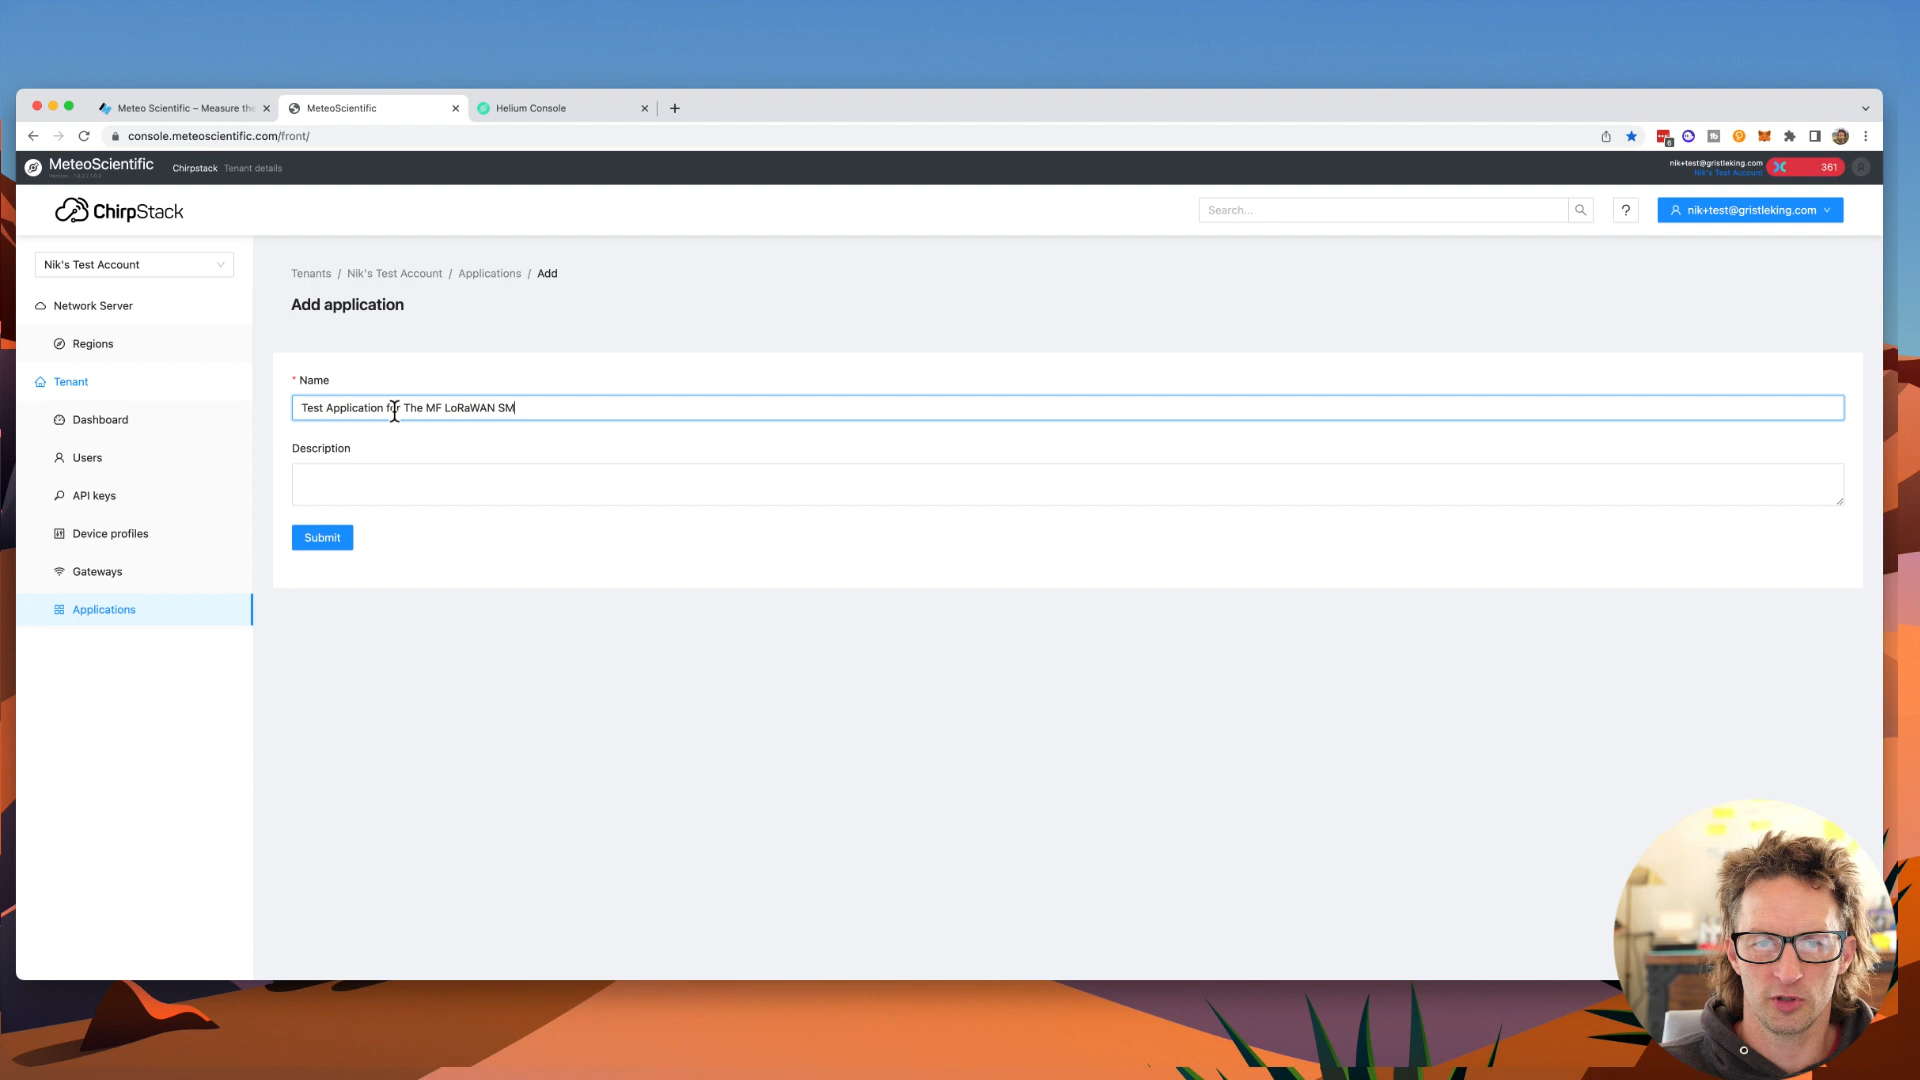 Meteo Scientific – Measure the
MeteoScientific
Helium Console
console.meteoscientific.com/front/
6
MeteoScientific
Chirpstack Tenant details
nik+test@gristleking.com
Nik's Test Account
361
ChirpStack
Search...
?
nik+test@gristleking.com
Nik's Test Account
Network Server
Regions
Tenant
Dashboard
Users
API keys
Device profiles
Gateways
Applications
Tenants / Nik's Test Account / Applications / Add
Add application
* Name
Test Application for The MF LoRaWAN SM
Description
Submit